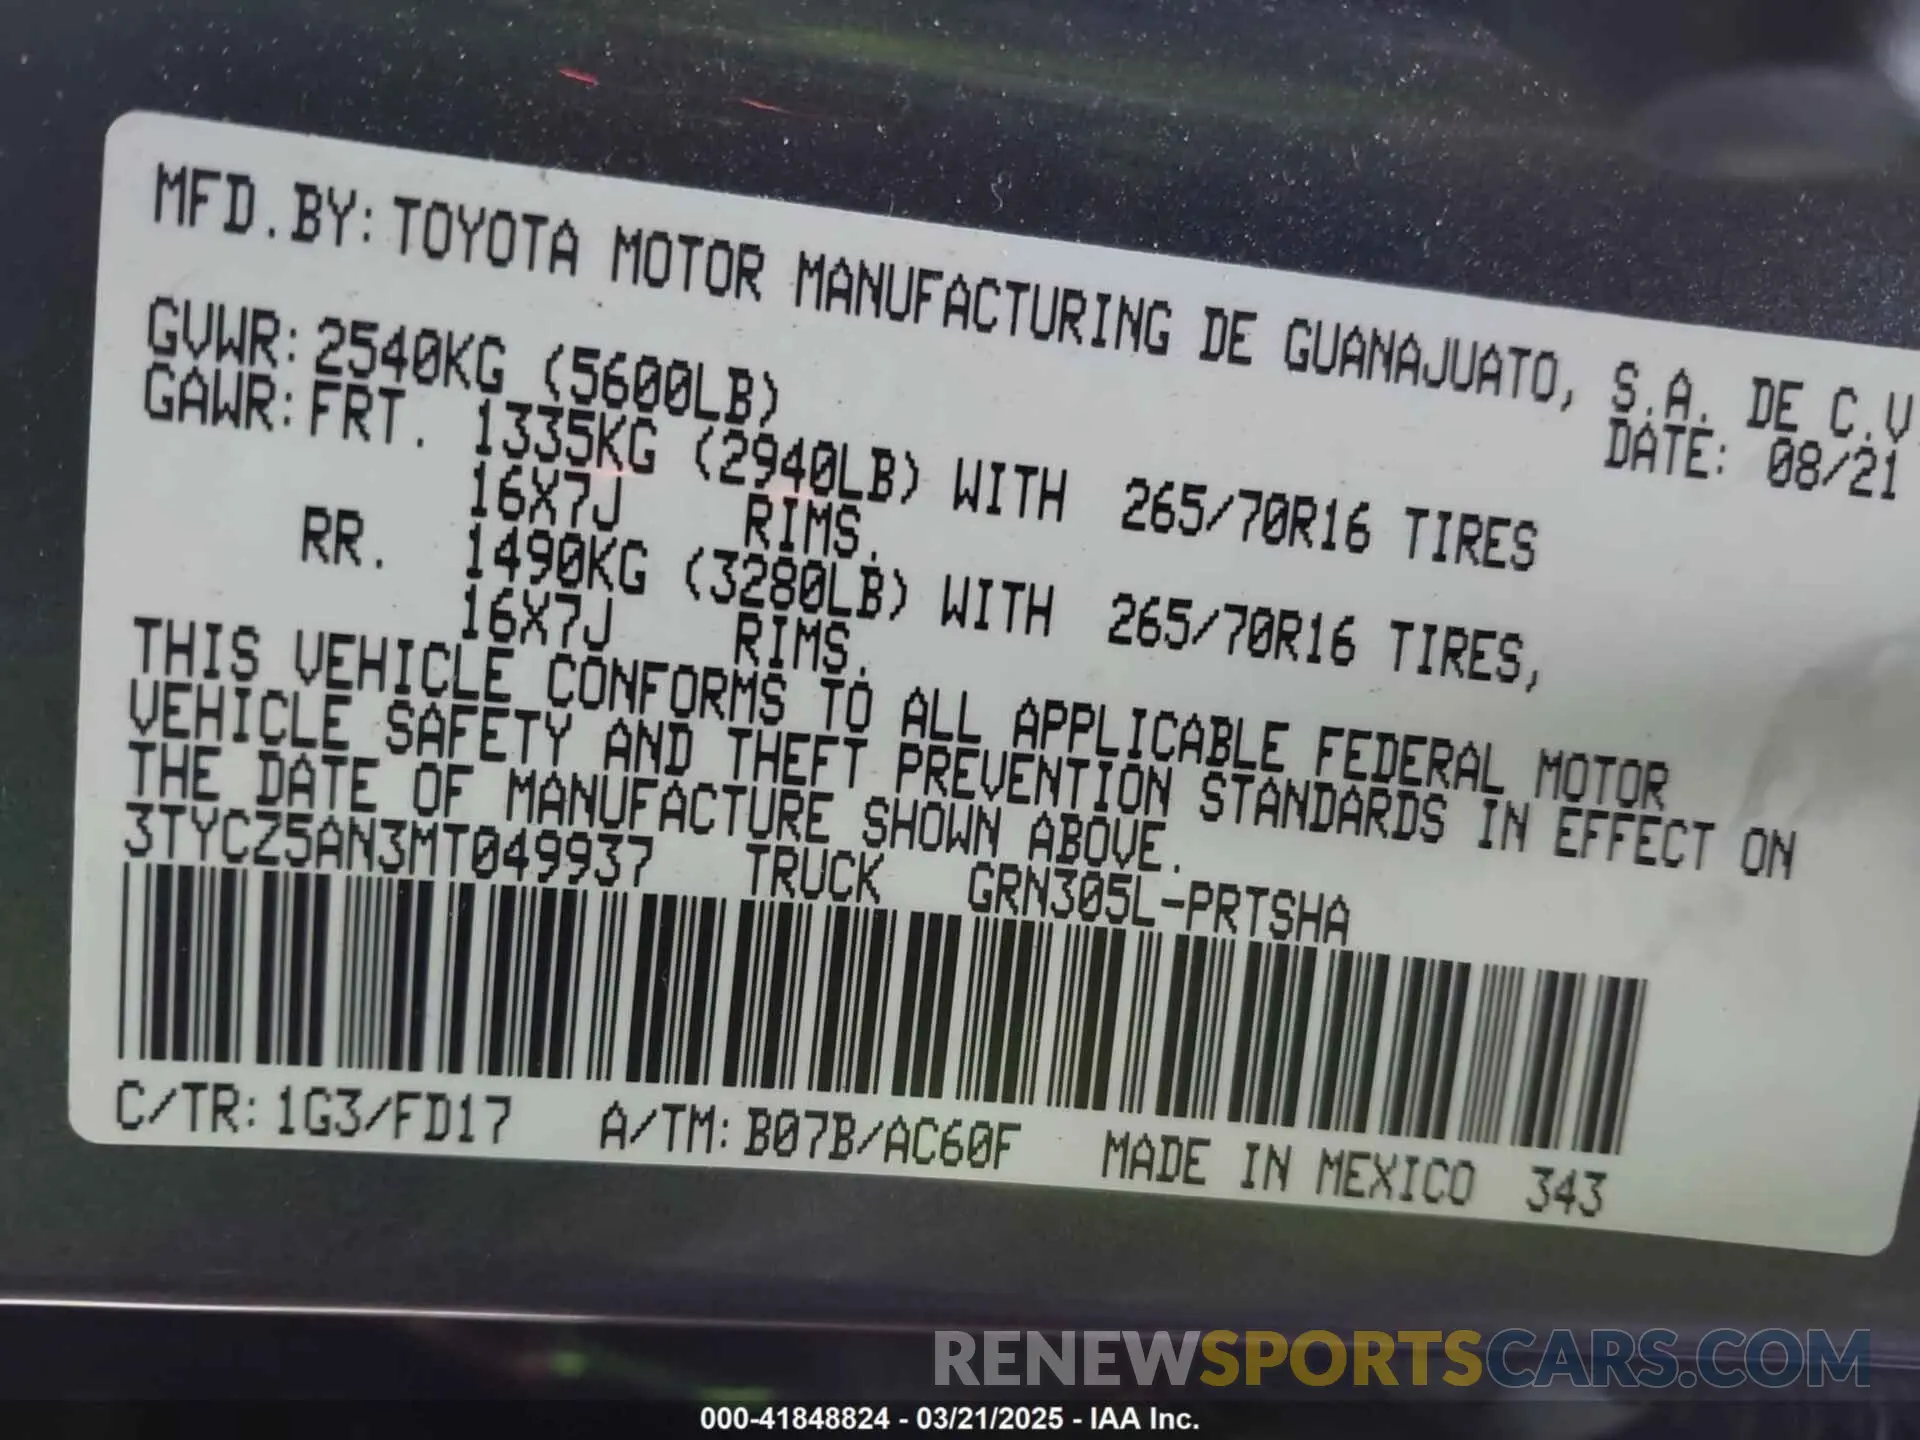 MFD.BY: TOYOTA MOTOR MANUFACTURING DE GUANAJUATO, S.A. DE C.V.
DATE: 08/21
GVWR: 2540KG (5600LB)
GAWR: FRT. 1335KG (2940LB) WITH 265/70R16 TIRES
16X7J RIMS.
RR. 1490KG (3280LB) WITH 265/70R16 TIRES,
16X7J RIMS.
THIS VEHICLE CONFORMS TO ALL APPLICABLE FEDERAL MOTOR
VEHICLE SAFETY AND THEFT PREVENTION STANDARDS IN EFFECT ON
THE DATE OF MANUFACTURE SHOWN ABOVE.
3TYCZ5AN3MT049937 TRUCK GRN305L-PRTSHA
C/TR: 1G3/FD17 A/TM: B07B/AC60F MADE IN MEXICO 343
RENEWSPORTSCARS.COM
000-41848824 - 03/21/2025 - IAA Inc.